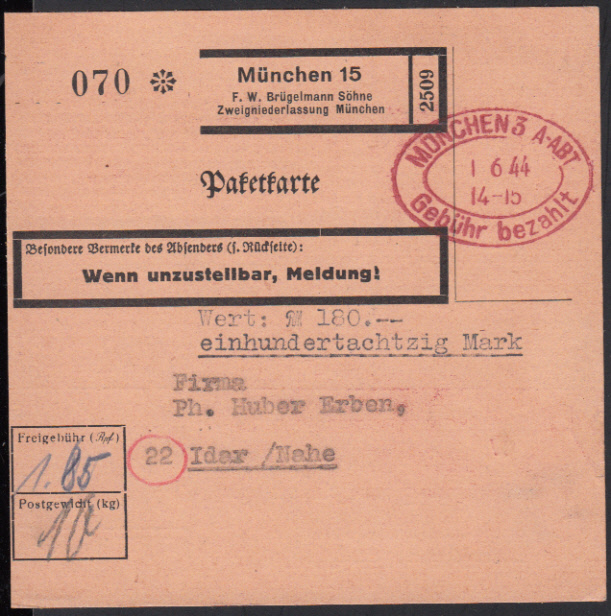 070 ✼
München 15
F. W. Brügelmann Söhne
Zweigniederlassung München
2509
MÜNCHEN 3 A-ABT
1 6 44
14-15
Gebühr bezahlt
Paketkarte
Besondere Vermerke des Absenders (s. Rückseite):
Wenn unzustellbar, Meldung!
Wert: ℛℳ 180.--
einhundertachtzig Mark
Firma
Ph. Huber Erben,
22 Idar /Nahe
Freigebühr (Rpf)
1.85
Postgewicht (kg)